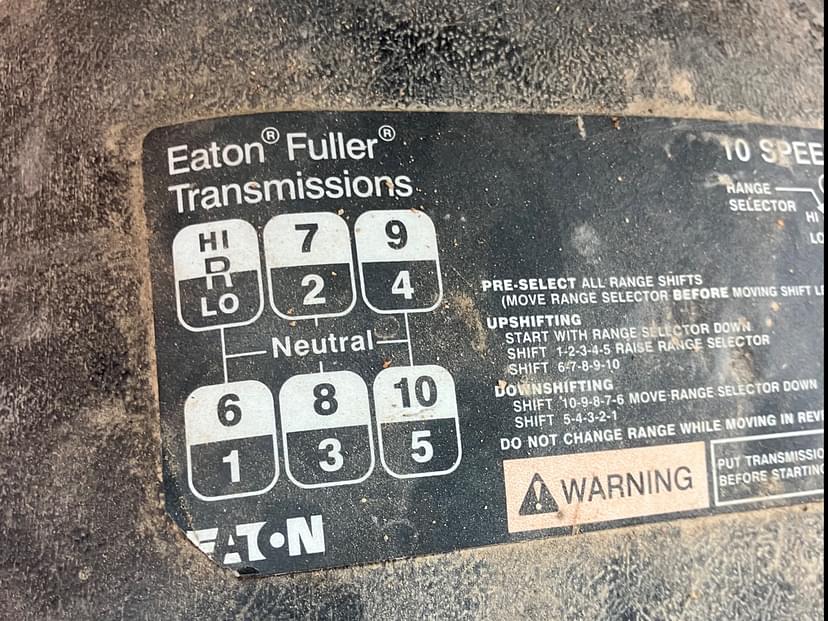 Eaton® Fuller®
Transmissions
HI
R
LO
7
2
9
4
Neutral
6
1
8
3
10
5
EATON
10 SPEE
RANGE
SELECTOR
HI
LO
PRE-SELECT ALL RANGE SHIFTS
(MOVE RANGE SELECTOR BEFORE MOVING SHIFT LE
UPSHIFTING
START WITH RANGE SELECTOR DOWN
SHIFT 1-2-3-4-5 RAISE RANGE SELECTOR
SHIFT 6-7-8-9-10
DOWNSHIFTING
SHIFT 10-9-8-7-6 MOVE RANGE SELECTOR DOWN
SHIFT 5-4-3-2-1
DO NOT CHANGE RANGE WHILE MOVING IN REVE
WARNING
PUT TRANSMISSIO
BEFORE STARTING